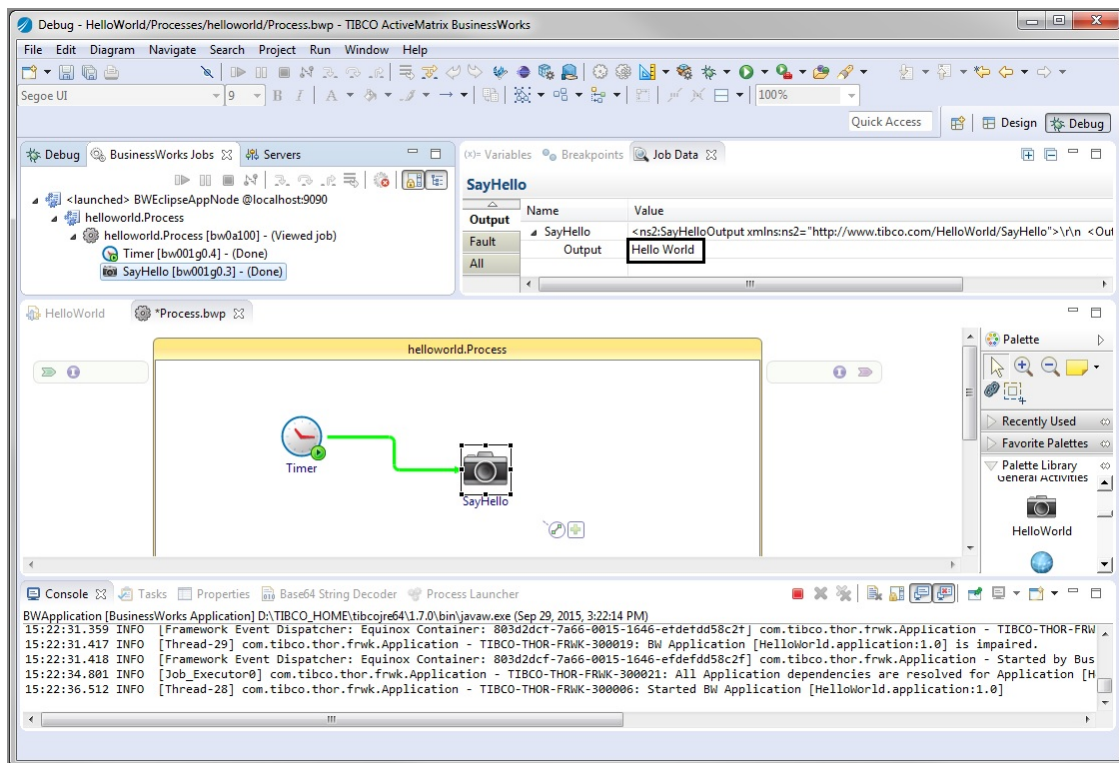 Debug - HelloWorld/Processes/helloworld/Process.bwp - TIBCO ActiveMatrix BusinessWorks
File Edit Diagram Navigate Search Project Run Window Help
Segoe UI 9 B I A 100%
Quick Access Design Debug
Debug BusinessWorks Jobs Servers
<launched> BWEclipseAppNode @localhost:9090
helloworld.Process
helloworld.Process [bw0a100] - (Viewed job)
Timer [bw001g0.4] - (Done)
SayHello [bw001g0.3] - (Done)
(x)= Variables Breakpoints Job Data
SayHello
Output
Fault
All
Name Value
SayHello <ns2:SayHelloOutput xmlns:ns2="http://www.tibco.com/HelloWorld/SayHello">\r\n <Out
Output Hello World
HelloWorld *Process.bwp
helloworld.Process
Timer
SayHello
Palette
Recently Used
Favorite Palettes
Palette Library
General Activities
HelloWorld
Console Tasks Properties Base64 String Decoder Process Launcher
BWApplication [BusinessWorks Application] D:\TIBCO_HOME\tibcojre64\1.7.0\bin\javaw.exe (Sep 29, 2015, 3:22:14 PM)
15:22:31.359 INFO [Framework Event Dispatcher: Equinox Container: 803d2dcf-7a66-0015-1646-efdefdd58c2f] com.tibco.thor.frwk.Application - TIBCO-THOR-FRW
15:22:31.417 INFO [Thread-29] com.tibco.thor.frwk.Application - TIBCO-THOR-FRWK-300019: BW Application [HelloWorld.application:1.0] is impaired.
15:22:31.418 INFO [Framework Event Dispatcher: Equinox Container: 803d2dcf-7a66-0015-1646-efdefdd58c2f] com.tibco.thor.frwk.Application - Started by Bus
15:22:34.801 INFO [Job_Executor0] com.tibco.thor.frwk.Application - TIBCO-THOR-FRWK-300021: All Application dependencies are resolved for Application [H
15:22:36.512 INFO [Thread-28] com.tibco.thor.frwk.Application - TIBCO-THOR-FRWK-300006: Started BW Application [HelloWorld.application:1.0]